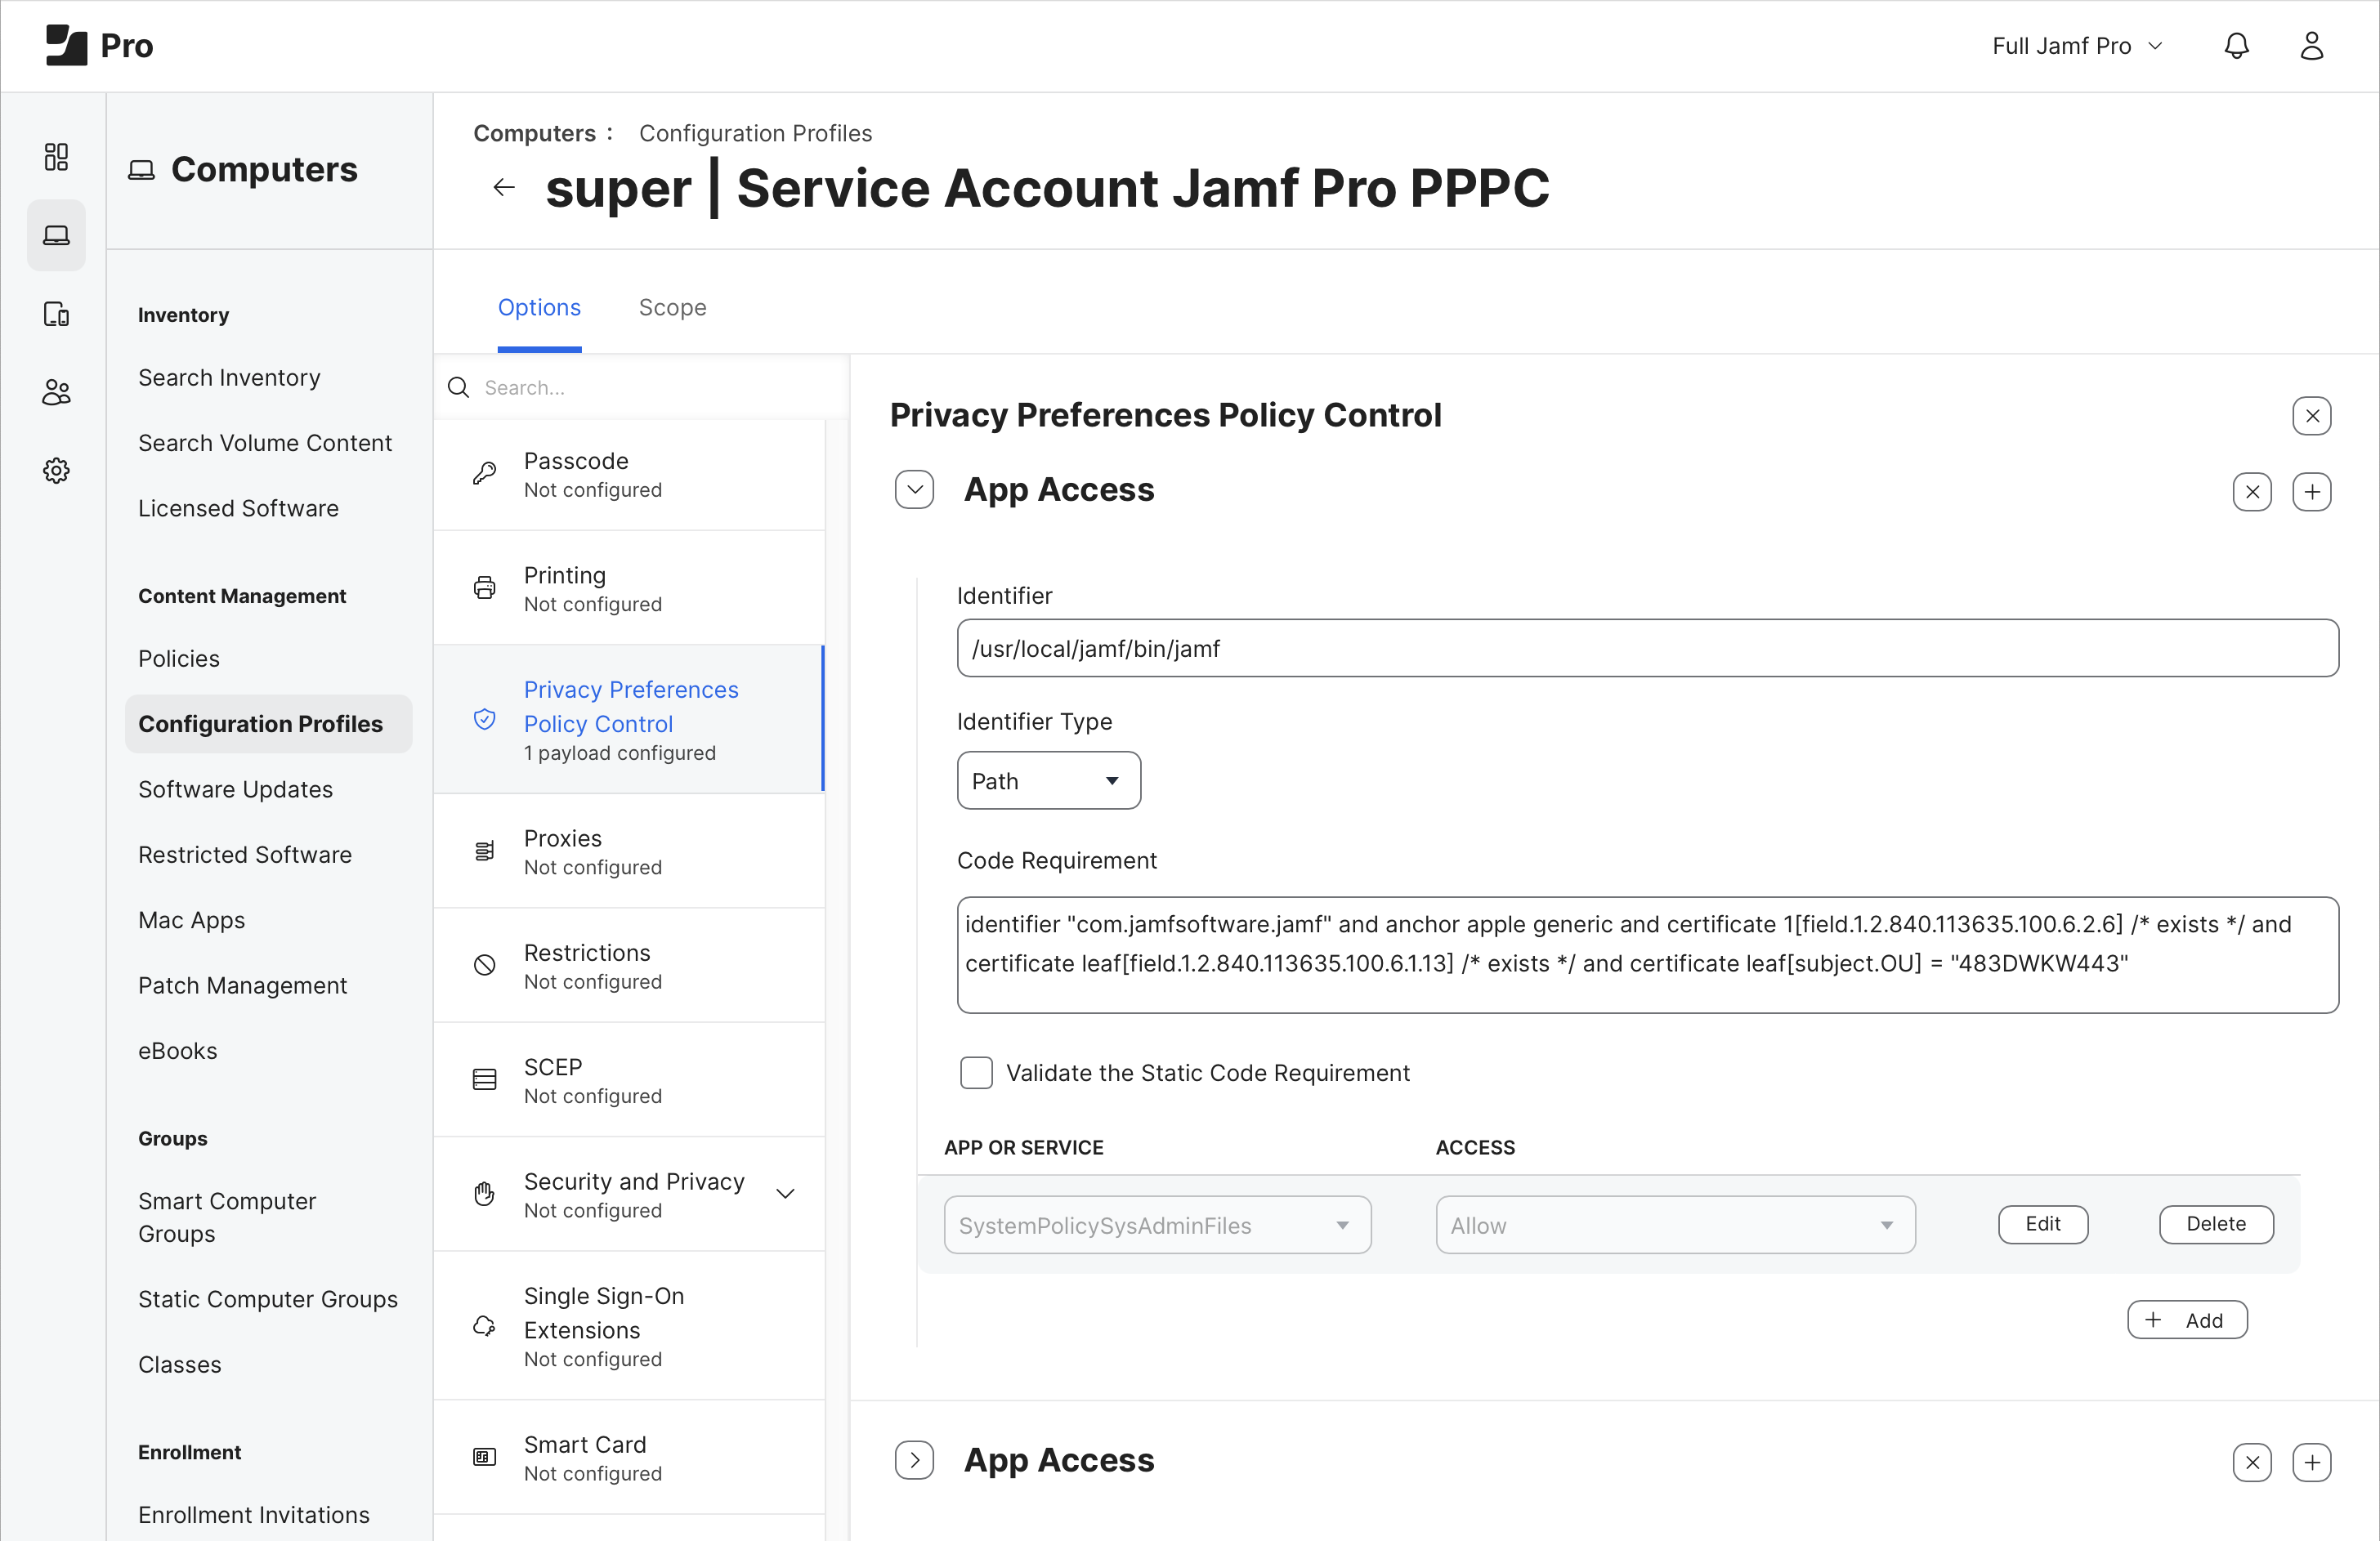 Pro
Full Jamf Pro
Computers
Inventory
Search Inventory
Search Volume Content
Licensed Software
Content Management
Policies
Configuration Profiles
Software Updates
Restricted Software
Mac Apps
Patch Management
eBooks
Groups
Smart Computer
Groups
Static Computer Groups
Classes
Enrollment
Enrollment Invitations
Computers : Configuration Profiles
super | Service Account Jamf Pro PPPC
Options
Scope
Search...
Passcode
Not configured
Printing
Not configured
Privacy Preferences
Policy Control
1 payload configured
Proxies
Not configured
Restrictions
Not configured
SCEP
Not configured
Security and Privacy
Not configured
Single Sign-On
Extensions
Not configured
Smart Card
Not configured
Privacy Preferences Policy Control
App Access
Identifier
/usr/local/jamf/bin/jamf
Identifier Type
Path
Code Requirement
identifier "com.jamfsoftware.jamf" and anchor apple generic and certificate 1[field.1.2.840.113635.100.6.2.6] /* exists */ and
certificate leaf[field.1.2.840.113635.100.6.1.13] /* exists */ and certificate leaf[subject.OU] = "483DWKW443"
Validate the Static Code Requirement
APP OR SERVICE ACCESS
SystemPolicySysAdminFiles Allow Edit Delete
+ Add
App Access